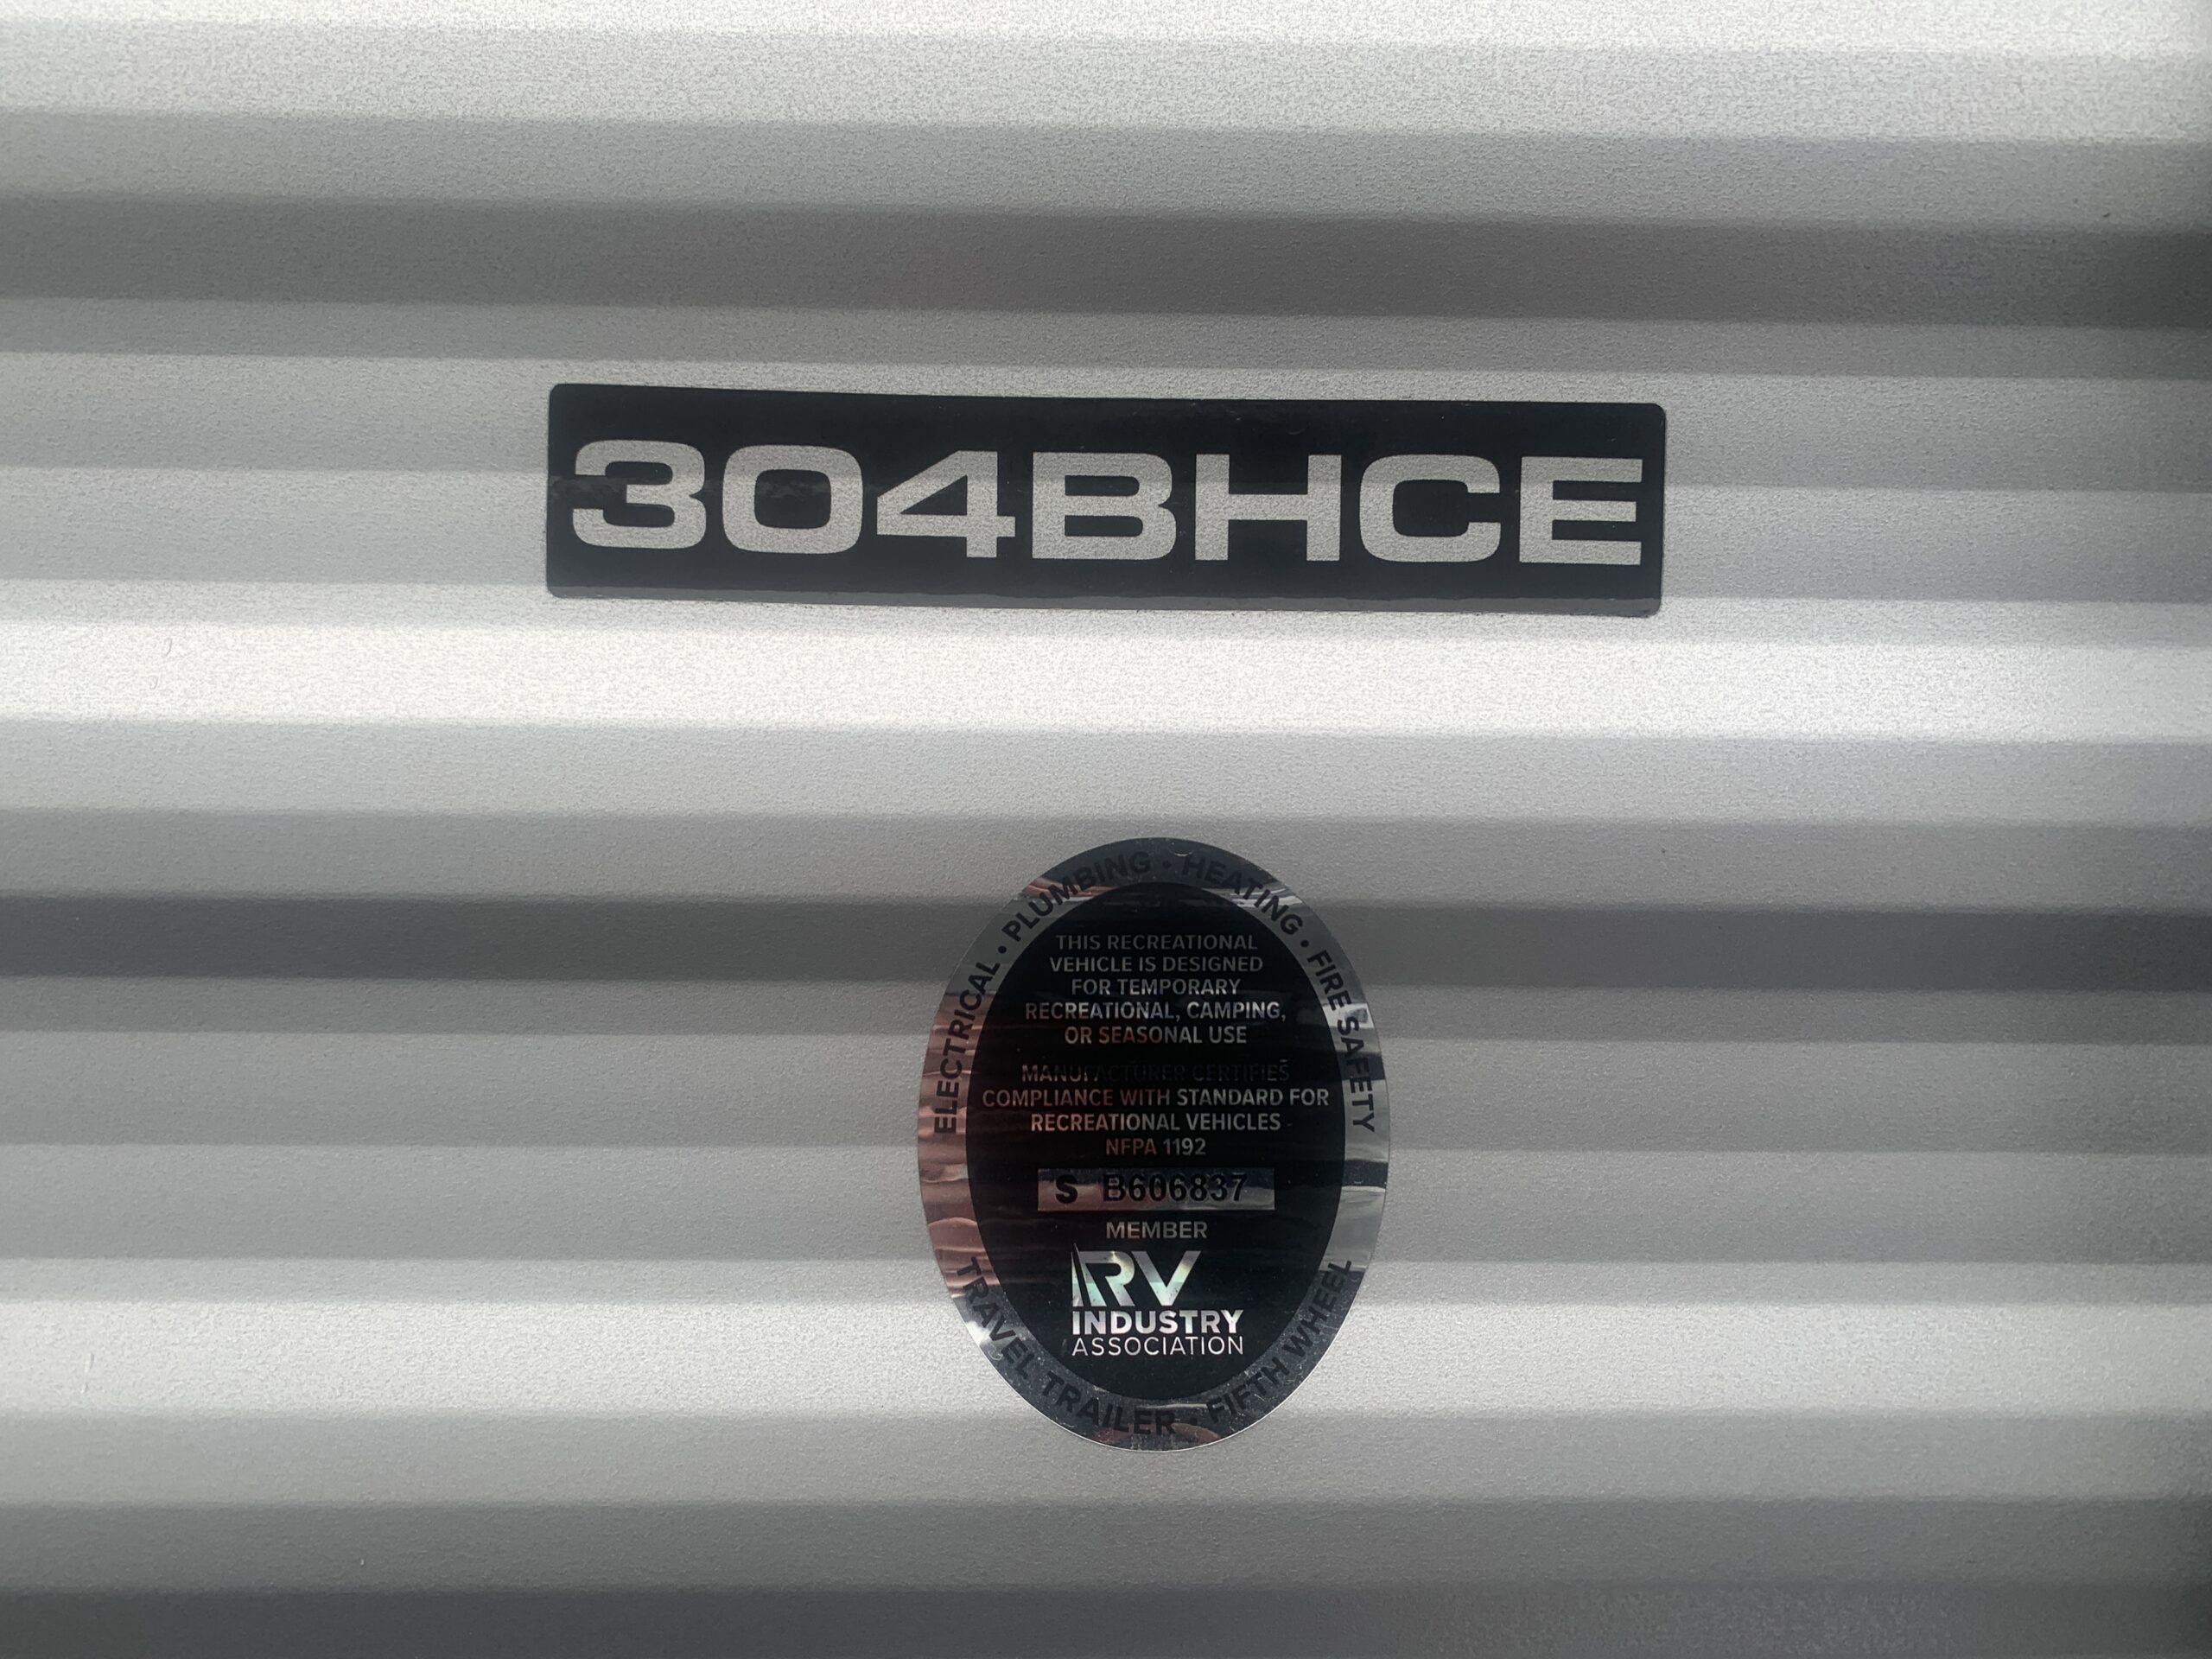 304BHCE
ELECTRICAL • PLUMBING • HEATING • FIRE SAFETY
THIS RECREATIONAL
VEHICLE IS DESIGNED
FOR TEMPORARY
RECREATIONAL, CAMPING,
OR SEASONAL USE
MANUFACTURER CERTIFIES
COMPLIANCE WITH STANDARD FOR
RECREATIONAL VEHICLES
NFPA 1192
S B606837
MEMBER
RV
INDUSTRY
ASSOCIATION
TRAVEL TRAILER • FIFTH WHEEL